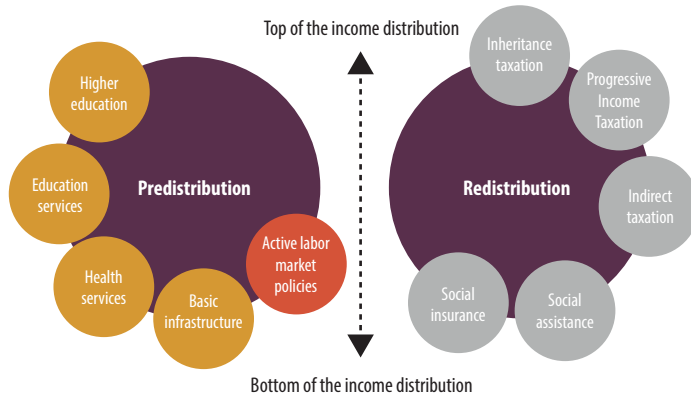 Top of the income distribution
Higher
education
Education
services
Predistribution
Health
services
Basic
infrastructure
Active labor
market
policies
Inheritance
taxation
Progressive
Income
Taxation
Redistribution
Indirect
taxation
Social
insurance
Social
assistance
Bottom of the income distribution